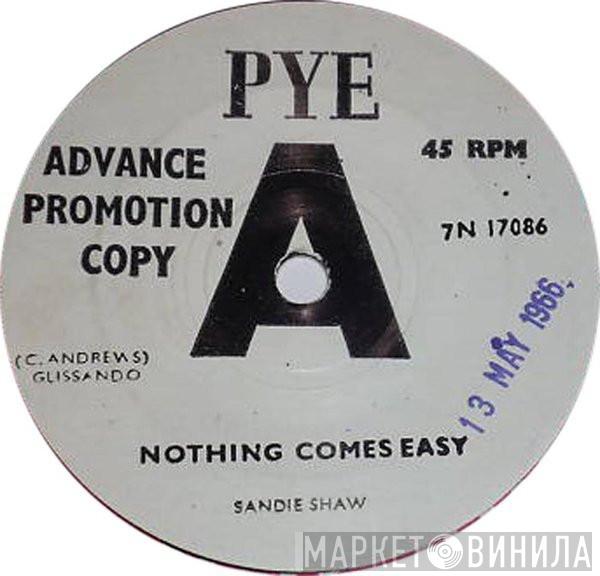 PYE
ADVANCE
PROMOTION
COPY
A
45 RPM
7N 17086
(C. ANDREWS)
GLISSANDO
13 MAY 1966,
NOTHING COMES EASY
SANDIE SHAW
МАРКЕТ ВИНИЛА